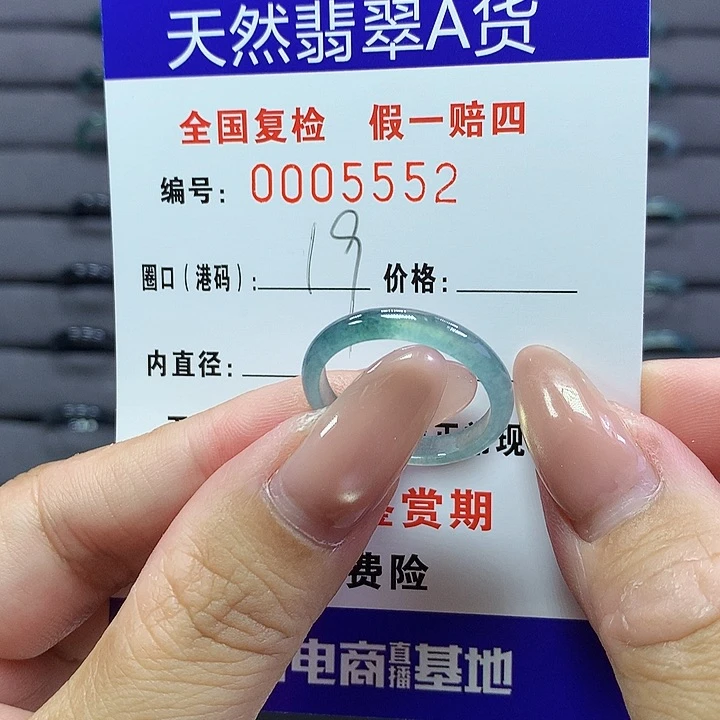 天然翡翠A货
全国复检 假一赔四
编号: 0005552
圈口(港码): 19 价格:
内直径:
现
赏期
费险
电商直播基地